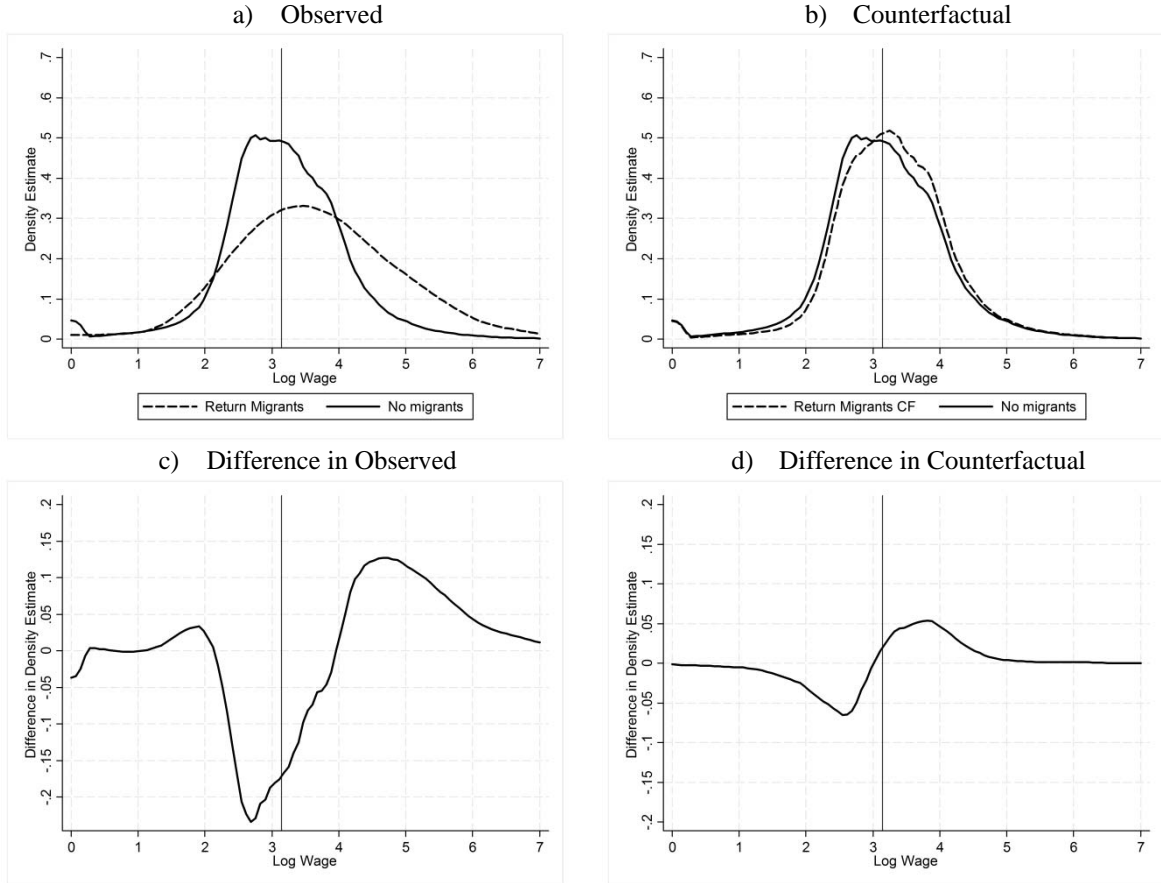 a) Observed
b) Counterfactual
Density Estimate
0 .1 .2 .3 .4 .5 .6 .7
0 1 2 3 4 5 6 7
Log Wage
Return Migrants No migrants
Density Estimate
0 .1 .2 .3 .4 .5 .6 .7
0 1 2 3 4 5 6 7
Log Wage
Return Migrants CF No migrants
c) Difference in Observed
d) Difference in Counterfactual
Difference in Density Estimate
-.2 -.15 -.1 -.05 0 .05 .1 .15 .2
0 1 2 3 4 5 6 7
Log Wage
Difference in Density Estimate
-.2 -.15 -.1 -.05 0 .05 .1 .15 .2
0 1 2 3 4 5 6 7
Log Wage